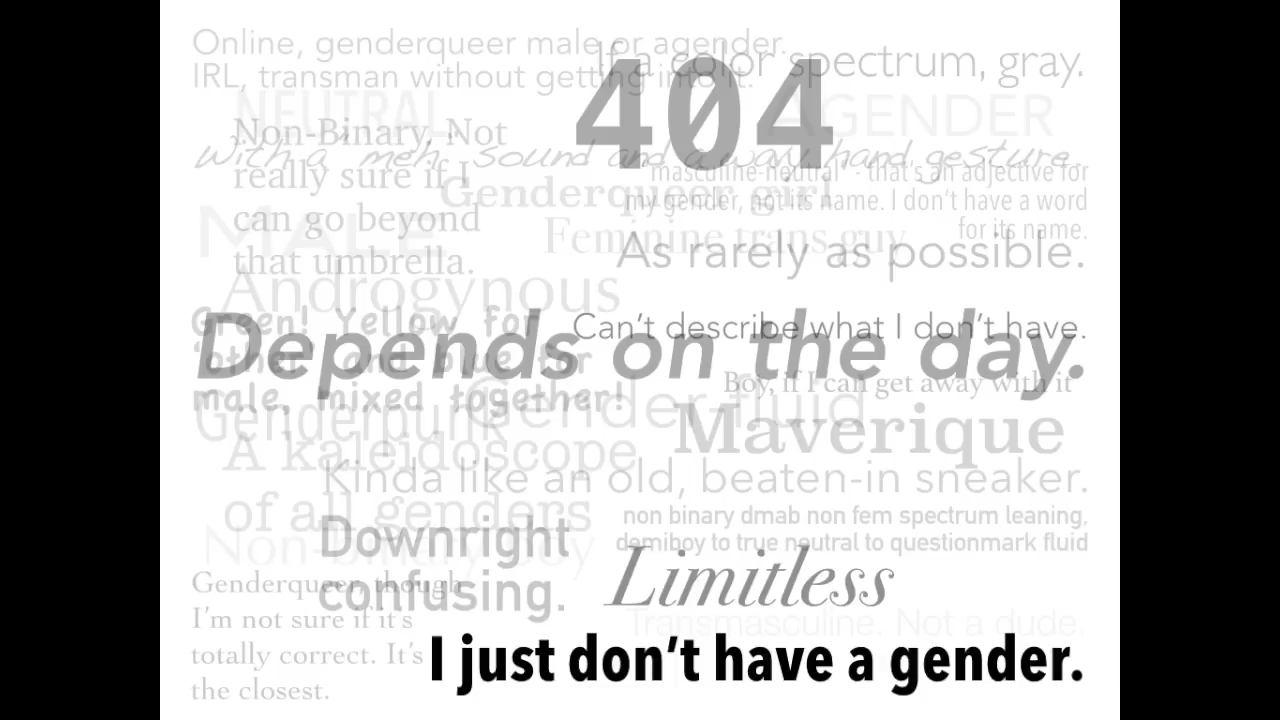 Online, genderqueer male or agender.
IRL, transman without getting into it.
If a color spectrum, gray.
404
NEUTRAL
AGENDER
Non-Binary, Not
really sure if I
can go beyond
that umbrella.
With a meh sound and a wavy hand gesture.
"masculine-neutral" - that's an adjective for
my gender, not its name. I don't have a word
for its name.
Genderqueer girl
MALE
Feminine trans guy
As rarely as possible.
Androgynous
Green! Yellow for
'other' and blue for
male, mixed together!
Can't describe what I don't have.
Depends on the day.
Boy, if I can get away with it
Gender fluid
Genderpunk
Maverique
A kaleidoscope
of all genders
Kinda like an old, beaten-in sneaker.
non binary dmab non fem spectrum leaning,
demiboy to true neutral to questionmark fluid
Downright
confusing.
Non-binary boy
Limitless
Genderqueer, though
I'm not sure if it's
totally correct. It's
the closest.
Transmasculine. Not a dude.
I just don't have a gender.